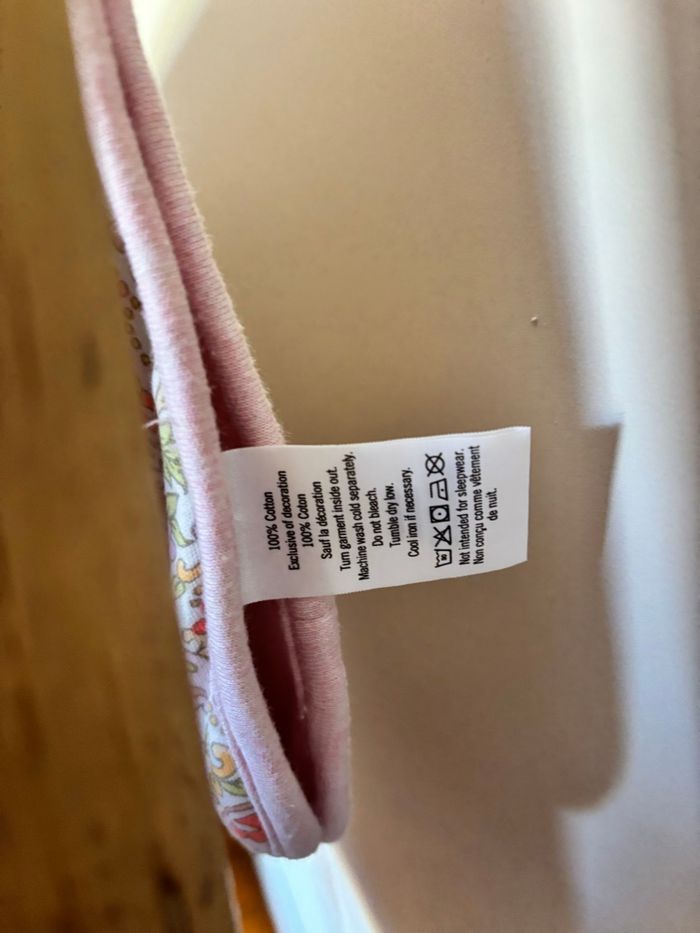 100% Cotton
Exclusive of decoration
100% Coton
Sauf la décoration
Turn garment inside out.
Machine wash cold separately.
Do not bleach.
Tumble dry low.
Cool iron if necessary.
Not intended for sleepwear.
Non conçu comme vêtement
de nuit.